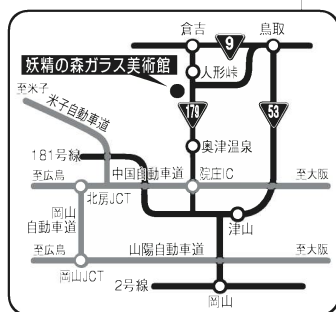 倉吉
鳥取
9
妖精の森ガラス美術館
人形峠
至米子
米子自動車道
179
53
奥津温泉
181号線
中国自動車道
院庄IC
至広島
至大阪
北房JCT
岡山
自動車道
津山
至広島
山陽自動車道
至大阪
岡山JCT
2号線
岡山